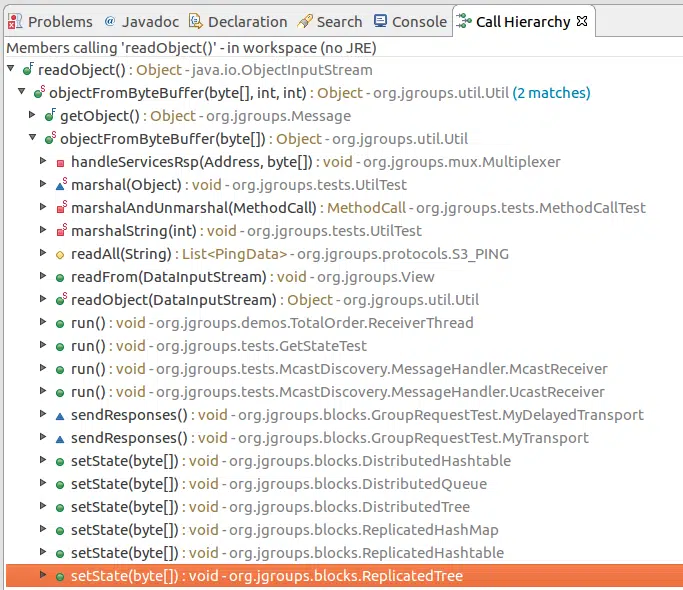 Problems @ Javadoc Declaration Search Console Call Hierarchy
Members calling 'readObject()' - in workspace (no JRE)
readObject() : Object - java.io.ObjectInputStream
objectFromByteBuffer(byte[], int, int) : Object - org.jgroups.util.Util (2 matches)
getObject() : Object - org.jgroups.Message
objectFromByteBuffer(byte[]) : Object - org.jgroups.util.Util
handleServicesRsp(Address, byte[]) : void - org.jgroups.mux.Multiplexer
marshal(Object) : void - org.jgroups.tests.UtilTest
marshalAndUnmarshal(MethodCall) : MethodCall - org.jgroups.tests.MethodCallTest
marshalString(int) : void - org.jgroups.tests.UtilTest
readAll(String) : List<PingData> - org.jgroups.protocols.S3_PING
readFrom(DataInputStream) : void - org.jgroups.View
readObject(DataInputStream) : Object - org.jgroups.util.Util
run() : void - org.jgroups.demos.TotalOrder.ReceiverThread
run() : void - org.jgroups.tests.GetStateTest
run() : void - org.jgroups.tests.McastDiscovery.MessageHandler.McastReceiver
run() : void - org.jgroups.tests.McastDiscovery.MessageHandler.UcastReceiver
sendResponses() : void - org.jgroups.blocks.GroupRequestTest.MyDelayedTransport
sendResponses() : void - org.jgroups.blocks.GroupRequestTest.MyTransport
setState(byte[]) : void - org.jgroups.blocks.DistributedHashtable
setState(byte[]) : void - org.jgroups.blocks.DistributedQueue
setState(byte[]) : void - org.jgroups.blocks.DistributedTree
setState(byte[]) : void - org.jgroups.blocks.ReplicatedHashMap
setState(byte[]) : void - org.jgroups.blocks.ReplicatedHashtable
setState(byte[]) : void - org.jgroups.blocks.ReplicatedTree